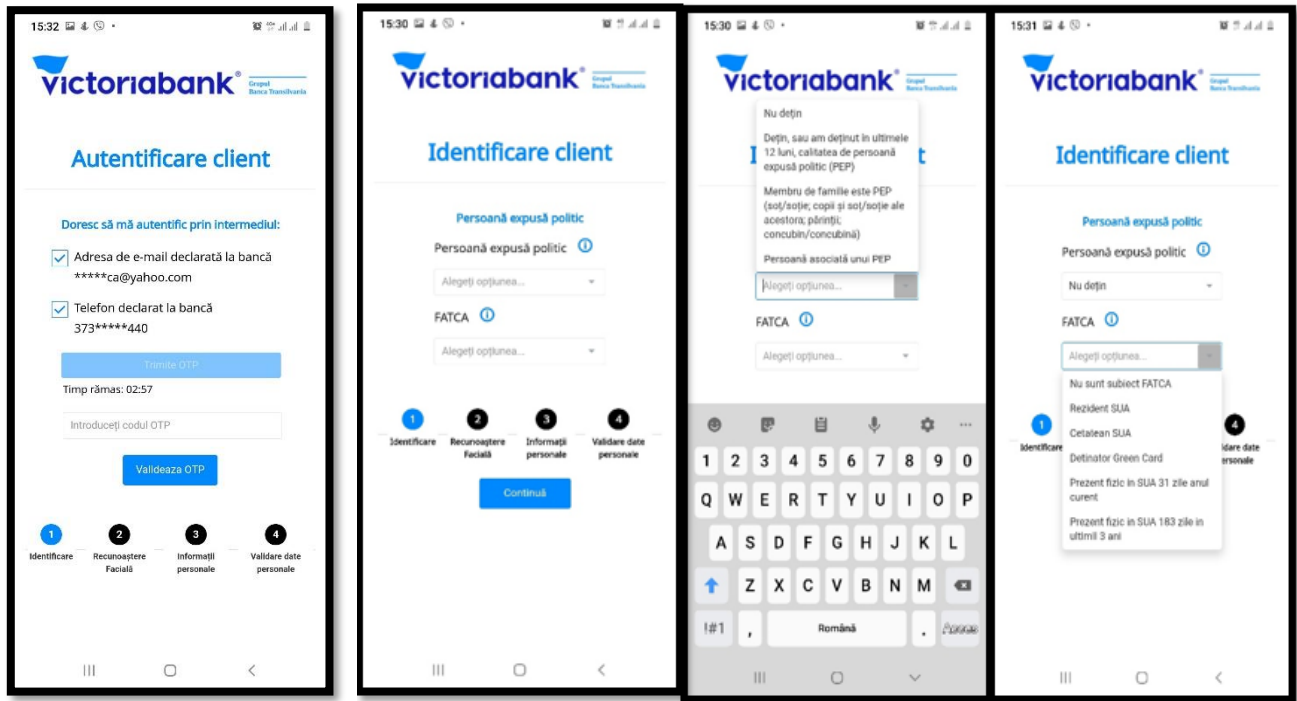 15:32
victoriabank®
Grupul
Banca Transilvania
Autentificare client
Doresc să mă autentific prin intermediul:
Adresa de e-mail declarată la bancă
*****ca@yahoo.com
Telefon declarat la bancă
373*****440
Trimite OTP
Timp rămas: 02:57
Introduceți codul OTP
Valideaza OTP
1 2 3 4
Identificare Recunoaștere Informații Validare date
Facială personale personale
15:30
victoriabank®
Grupul
Banca Transilvania
Identificare client
Persoană expusă politic
Persoană expusă politic
Alegeți opțiunea...
FATCA
Alegeți opțiunea...
1 2 3 4
Identificare Recunoaștere Informații Validare date
Facială personale personale
Continuă
15:30
victoriabank®
Grupul
Banca Transilvania
Nu dețin
Dețin, sau am deținut in ultimele
12 luni, calitatea de persoană
expusă politic (PEP)
I t
Membru de familie este PEP
(soț/soție; copii și soț/soție ale
acestora; părinții;
concubin/concubină)
Persoană asociată unui PEP
Alegeți opțiunea...
FATCA
Alegeți opțiunea...
1 2 3 4 5 6 7 8 9 0
Q W E R T Y U I O P
A S D F G H J K L
Z X C V B N M
!#1 , Română .
15:31
victoriabank®
Grupul
Banca Transilvania
Identificare client
Persoană expusă politic
Persoană expusă politic
Nu dețin
FATCA
Alegeți opțiunea...
Nu sunt subiect FATCA
Rezident SUA
Cetatean SUA
Detinator Green Card
Prezent fizic in SUA 31 zile anul
curent
Prezent fizic in SUA 183 zile in
ultimii 3 ani
1 4
Identificare idare date
ersonale